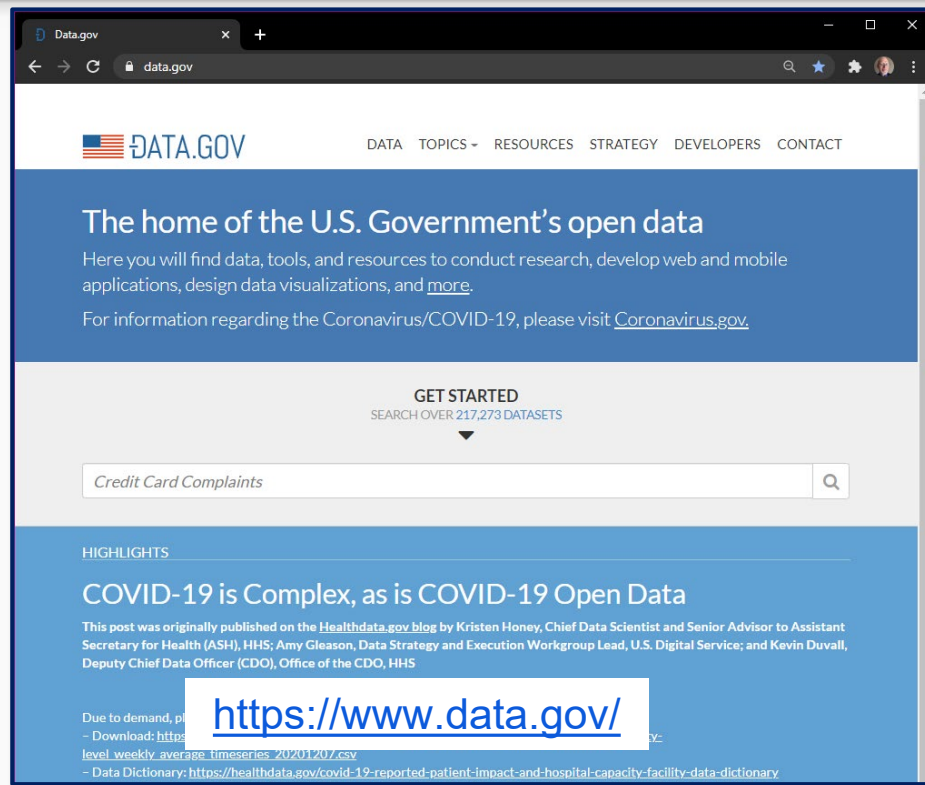 Data.gov
data.gov
DATA.GOV
DATA TOPICS RESOURCES STRATEGY DEVELOPERS CONTACT
The home of the U.S. Government's open data
Here you will find data, tools, and resources to conduct research, develop web and mobile
applications, design data visualizations, and more.
For information regarding the Coronavirus/COVID-19, please visit Coronavirus.gov.
GET STARTED
SEARCH OVER 217,273 DATASETS
Credit Card Complaints
HIGHLIGHTS
COVID-19 is Complex, as is COVID-19 Open Data
This post was originally published on the Healthdata.gov blog by Kristen Honey, Chief Data Scientist and Senior Advisor to Assistant
Secretary for Health (ASH), HHS; Amy Gleason, Data Strategy and Execution Workgroup Lead, U.S. Digital Service; and Kevin Duvall,
Deputy Chief Data Officer (CDO), Office of the CDO, HHS
https://www.data.gov/
Due to demand,
– Download:
level_weekly_average_timeseries_20201207.csv
– Data Dictionary: https://healthdata.gov/covid-19-reported-patient-impact-and-hospital-capacity-facility-data-dictionary